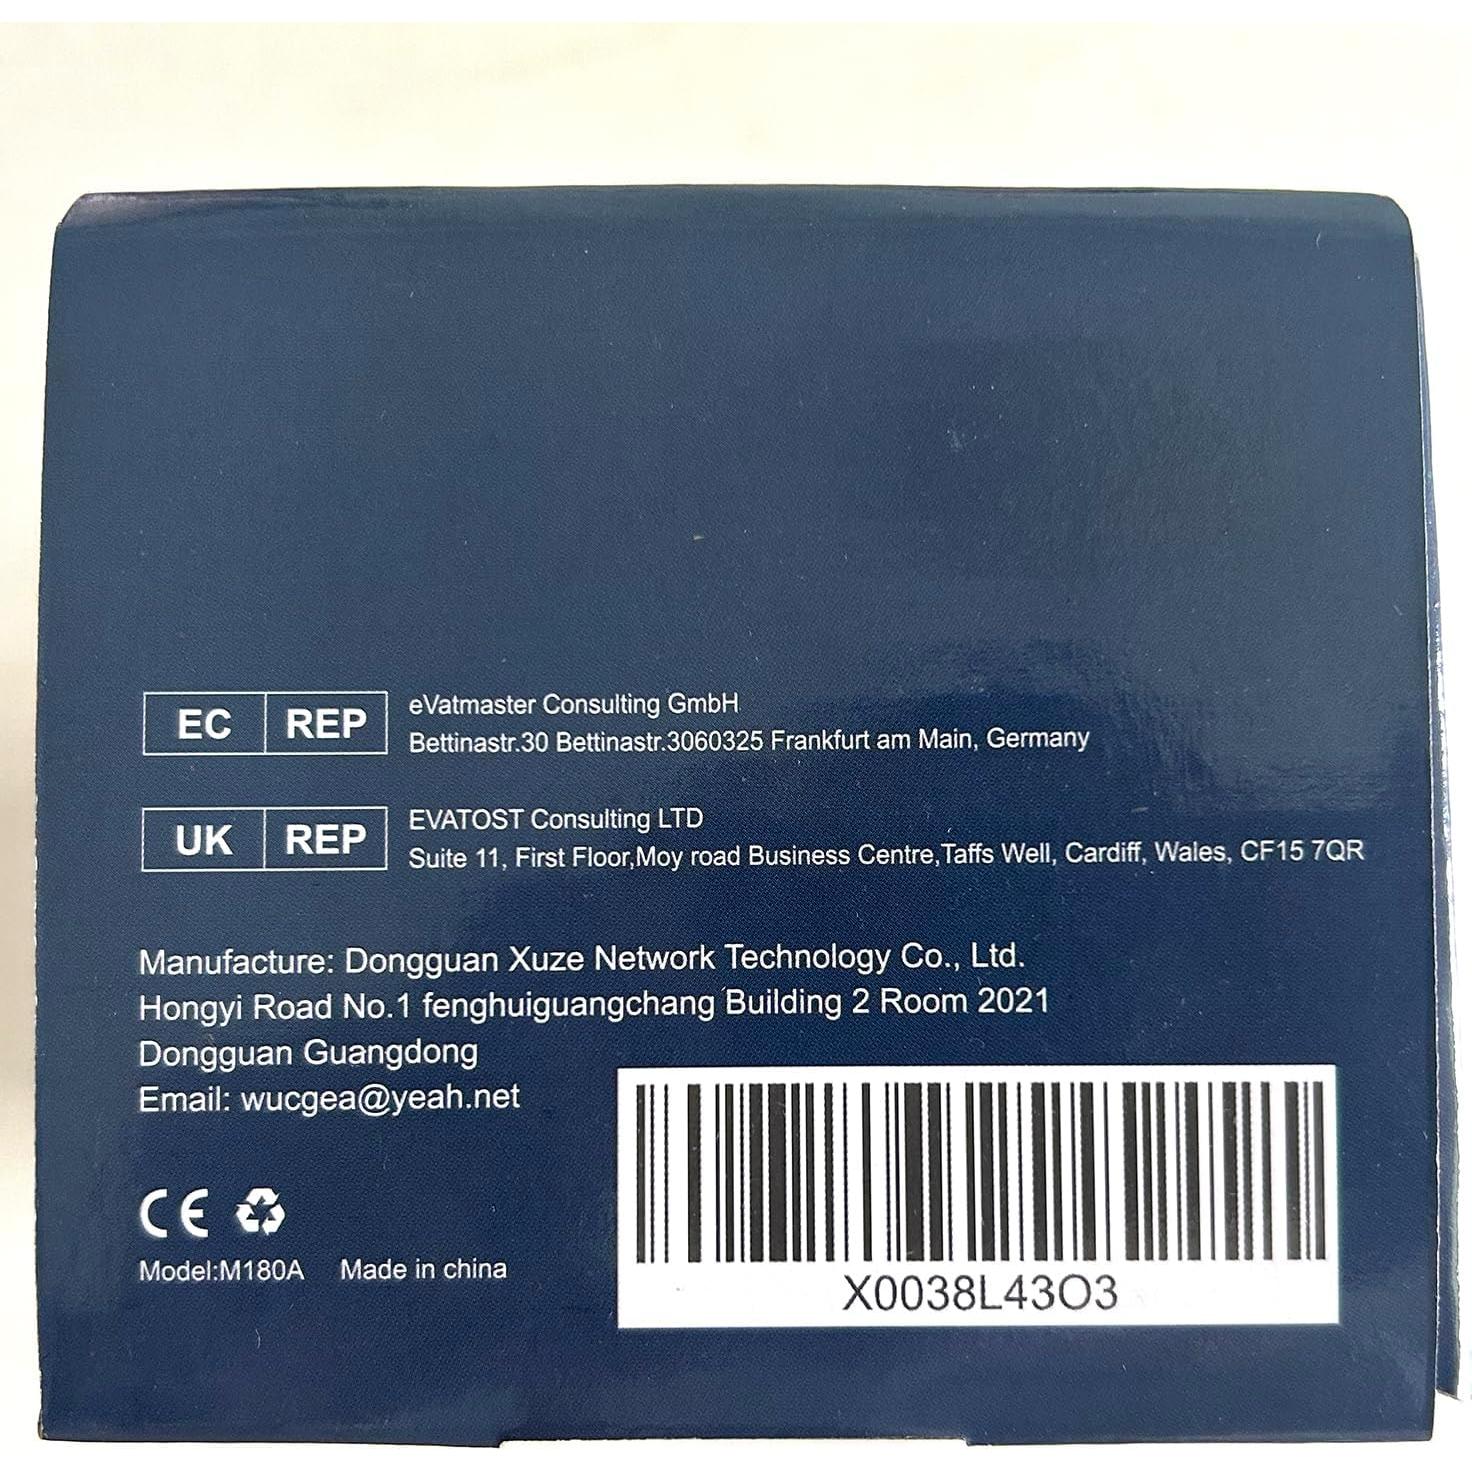 EC REP
eVatmaster Consulting GmbH
Bettinastr.30 Bettinastr.3060325 Frankfurt am Main, Germany
UK REP
EVATOST Consulting LTD
Suite 11, First Floor,Moy road Business Centre,Taffs Well, Cardiff, Wales, CF15 7QR
Manufacture: Dongguan Xuze Network Technology Co., Ltd.
Hongyi Road No.1 fenghuiguangchang Building 2 Room 2021
Dongguan Guangdong
Email: wucgea@yeah.net
CE
Model:M180A Made in china
X0038L43O3